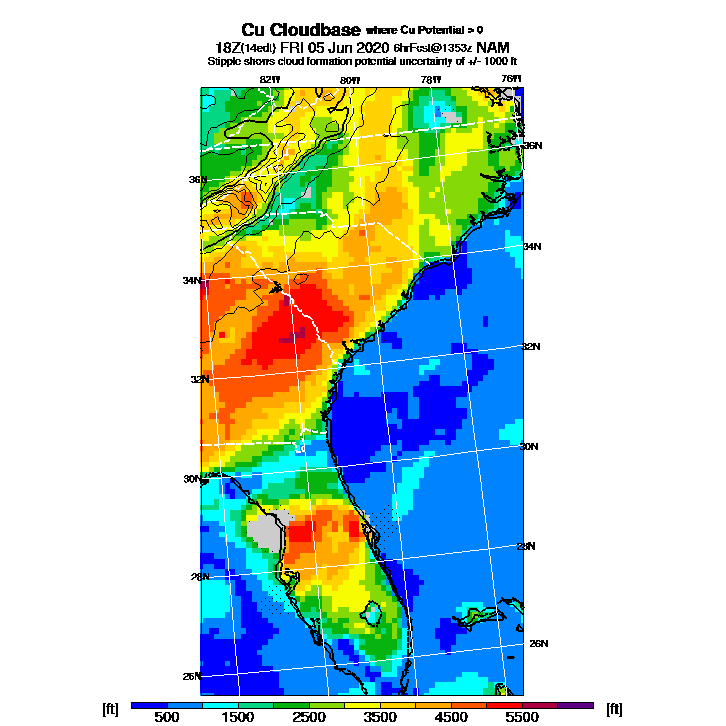 Cu Cloudbase where Cu Potential > 0
18Z(14edt) FRI 05 Jun 2020 6hrFcst@1353z NAM
Stipple shows cloud formation potential uncertainty of +/- 1000 ft
82W 80W 78W 76W
36N
36N
34N
34N
32N
32N
30N
30N
28N
28N
26N
26N
[ft] 500 1500 2500 3500 4500 5500 [ft]